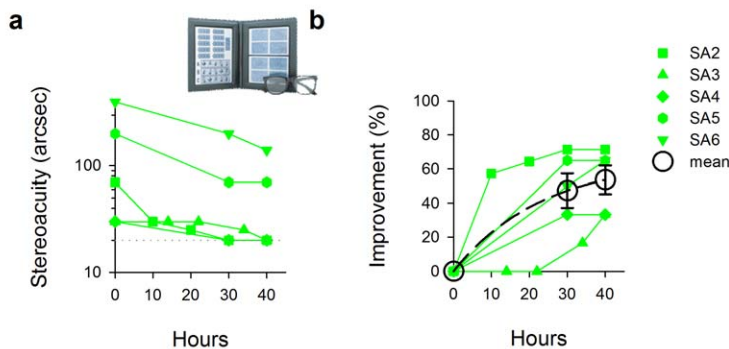 a
b
Stereoacuity (arcsec)
100
10
0 10 20 30 40
Hours
Improvement (%)
100
80
60
40
20
0
0 10 20 30 40
Hours
SA2
SA3
SA4
SA5
SA6
mean